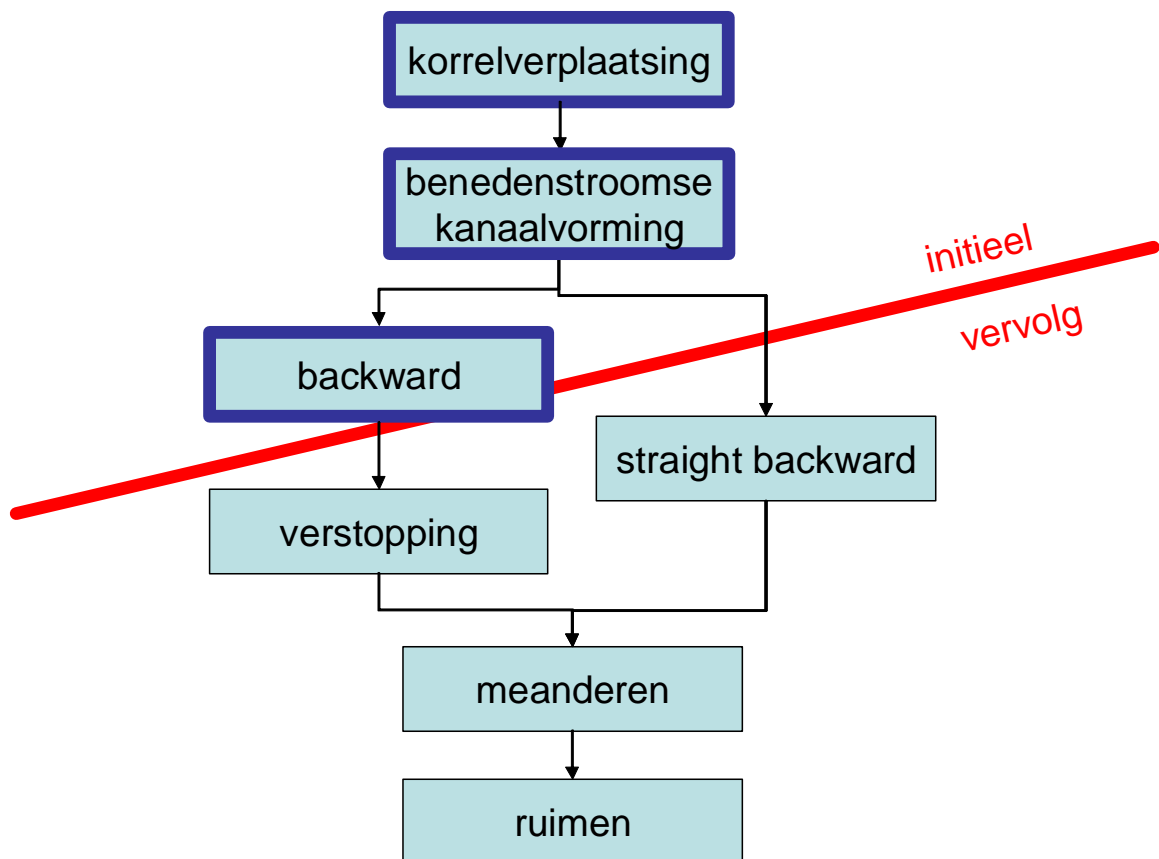 korrelverplaatsing
benedenstroomse
kanaalvorming
initieel
vervolg
backward
straight backward
verstopping
meanderen
ruimen